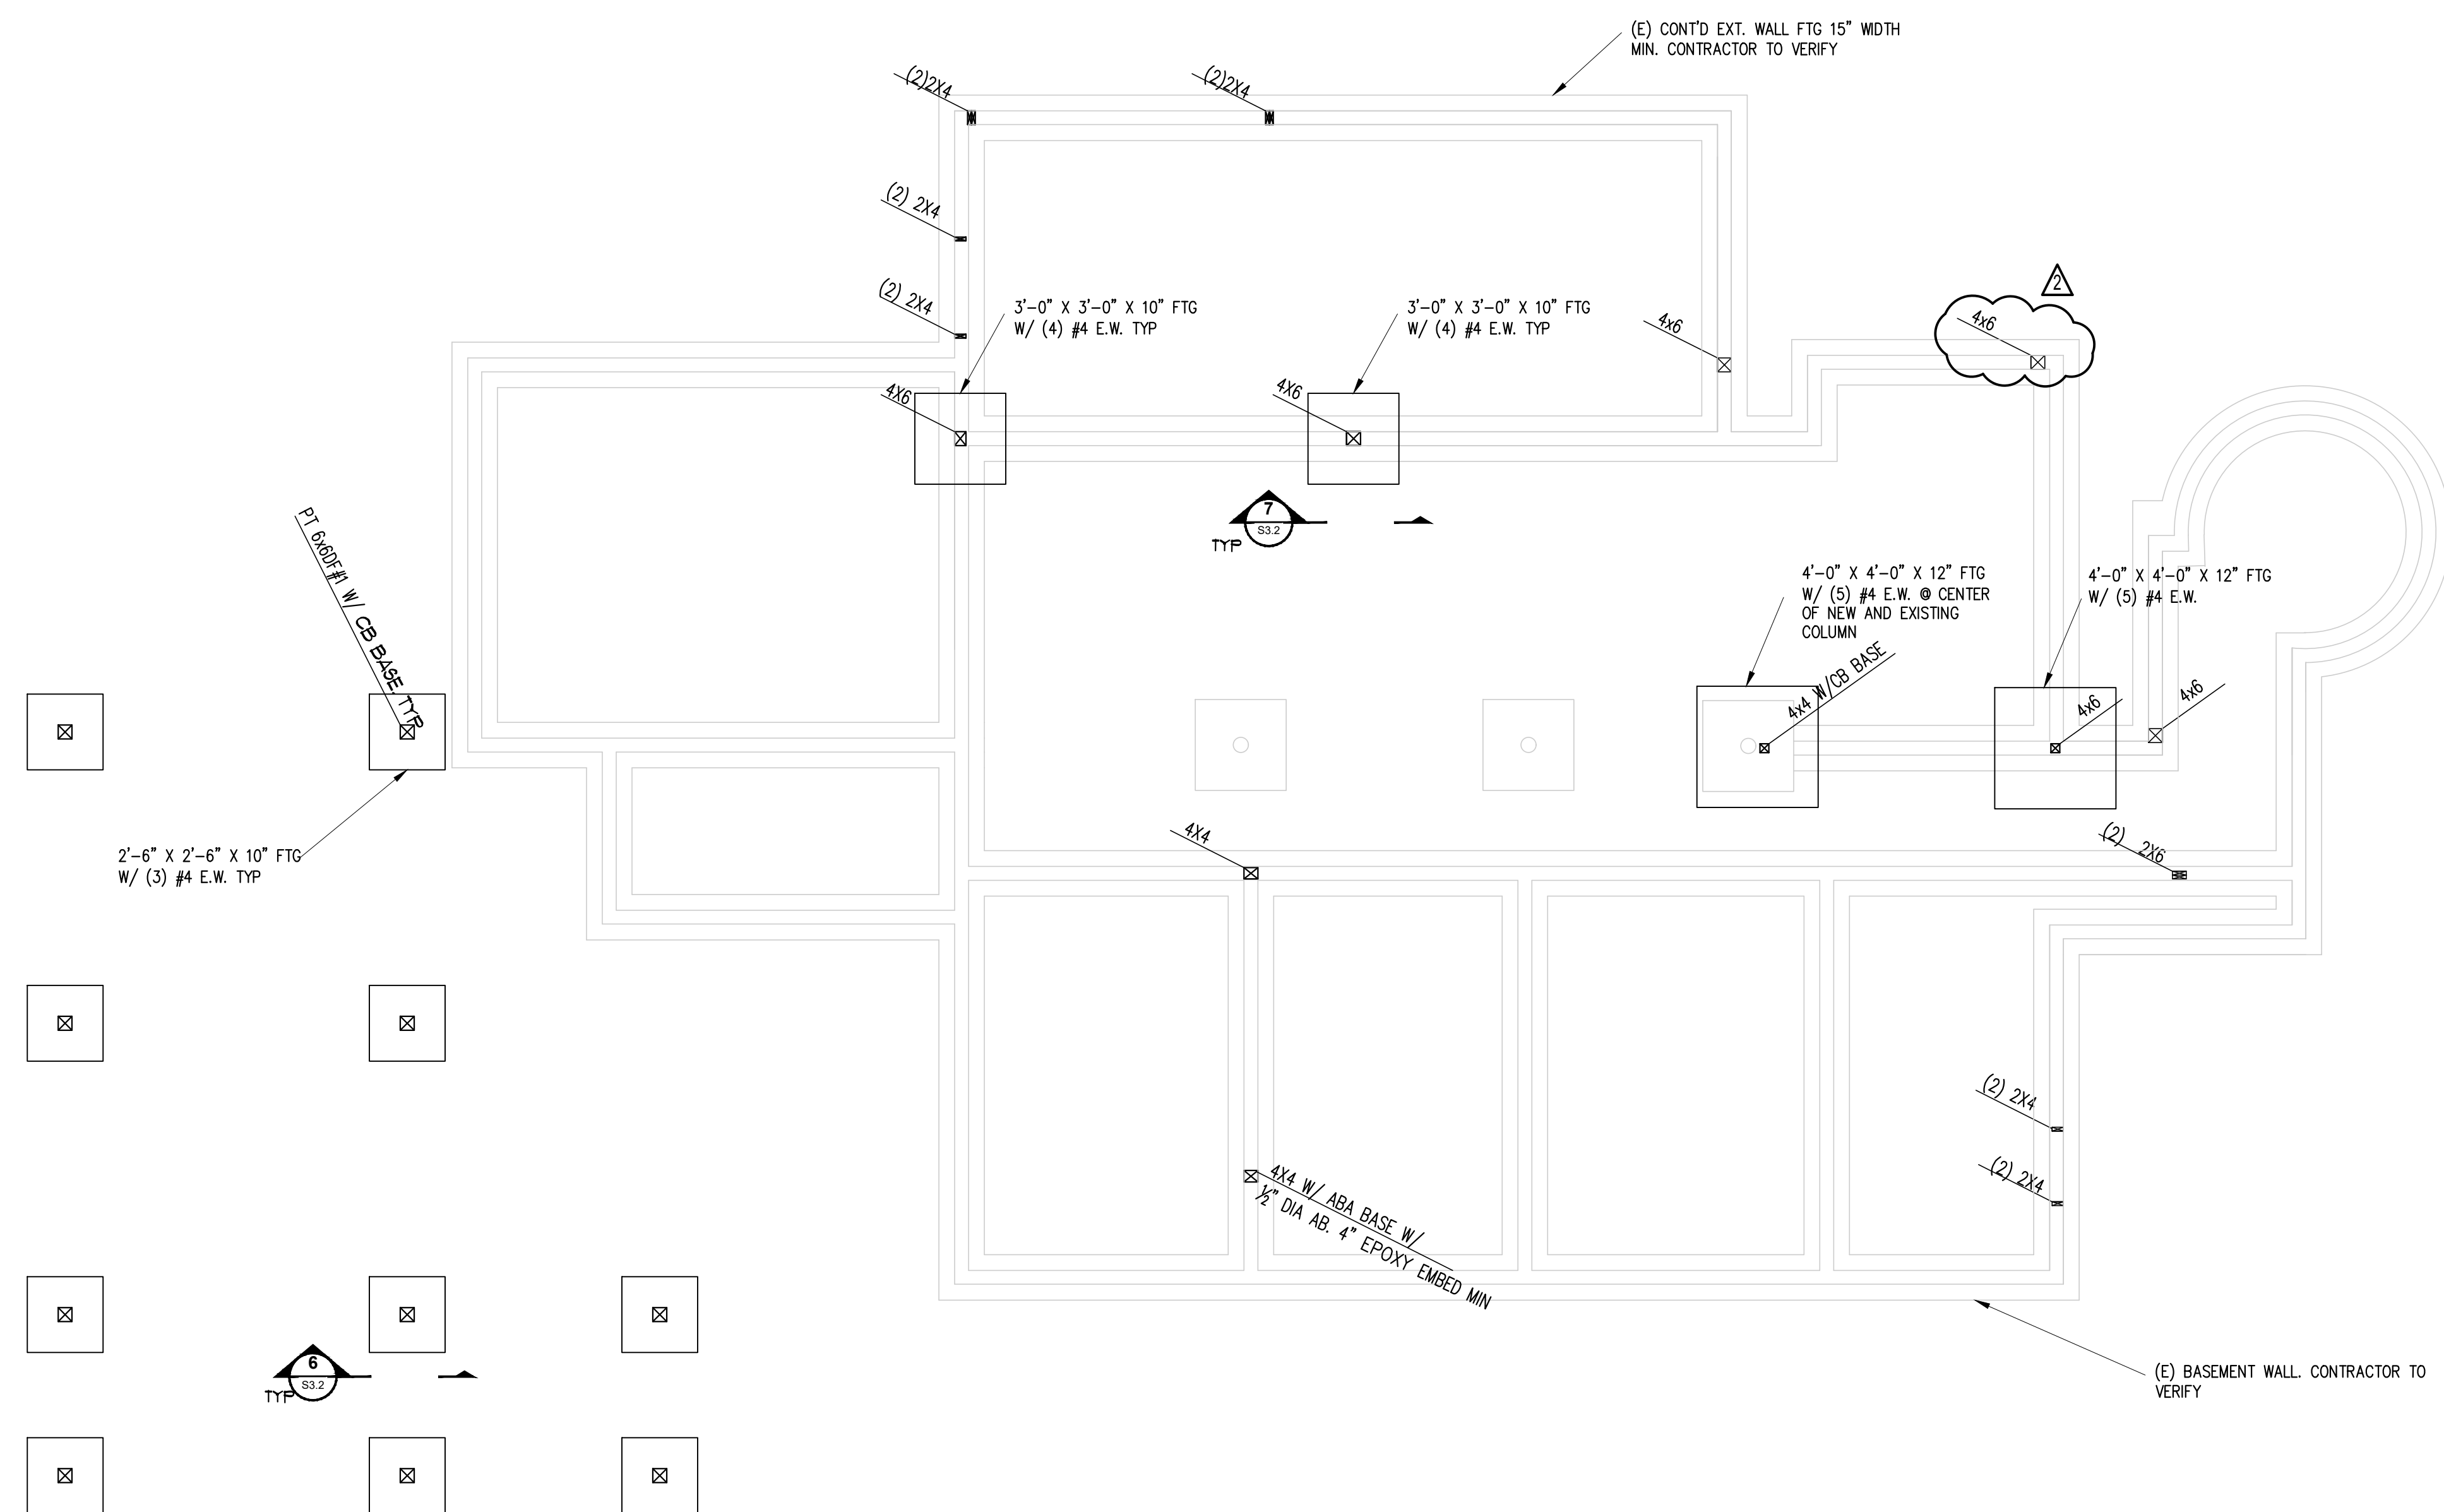 (E) CONT'D EXT. WALL FTG 15" WIDTH
MIN. CONTRACTOR TO VERIFY
(2)2X4
(2)2X4
(2) 2X4
(2) 2X4
3'-0" X 3'-0" X 10" FTG
W/ (4) #4 E.W. TYP
3'-0" X 3'-0" X 10" FTG
W/ (4) #4 E.W. TYP
4x6
2
4x6
4X6
4X6
7
S3.2
TYP
PT 6x6DF#1 W/ CB BASE. TYP
4'-0" X 4'-0" X 12" FTG
W/ (5) #4 E.W. @ CENTER
OF NEW AND EXISTING
COLUMN
4'-0" X 4'-0" X 12" FTG
W/ (5) #4 E.W.
4x4 W/CB BASE
4x6
4x6
2'-6" X 2'-6" X 10" FTG
W/ (3) #4 E.W. TYP
4X4
(2) 2X6
(2) 2X4
(2) 2X4
4X4 W/ ABA BASE W/
½" DIA AB. 4" EPOXY EMBED MIN
6
S3.2
TYP
(E) BASEMENT WALL. CONTRACTOR TO
VERIFY